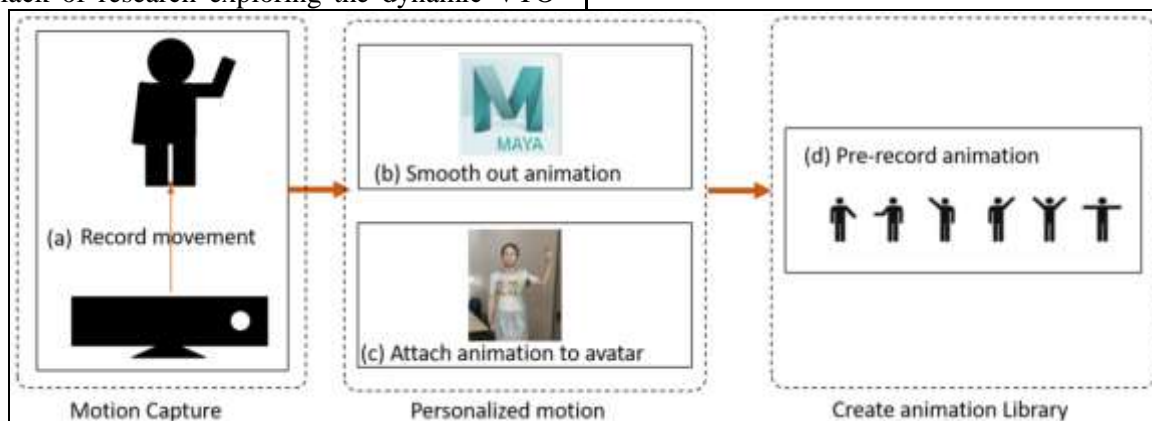 lack of research exploring the dynamic VTO
(a) Record movement
Motion Capture
MAYA
(b) Smooth out animation
(c) Attach animation to avatar
Personalized motion
(d) Pre-record animation
Create animation Library